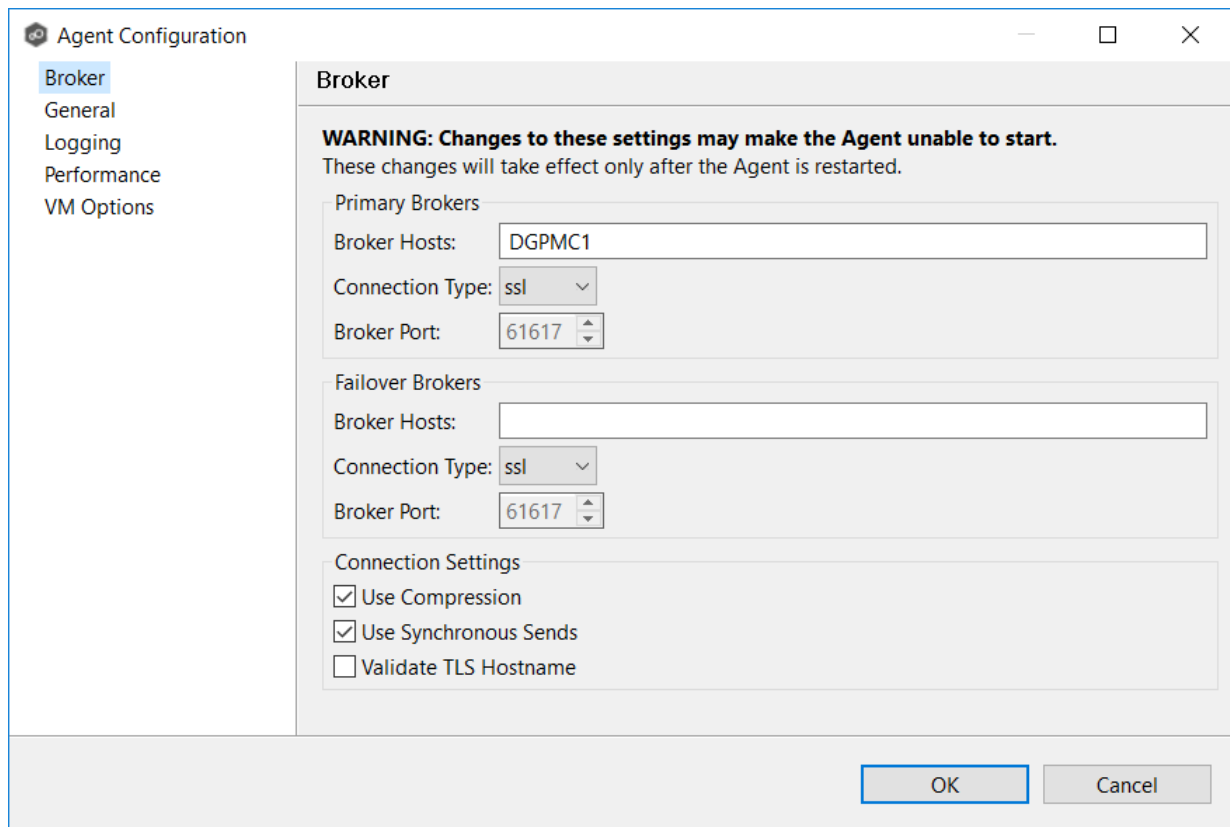 Agent Configuration
Broker
General
Logging
Performance
VM Options
Broker
WARNING: Changes to these settings may make the Agent unable to start.
These changes will take effect only after the Agent is restarted.
Primary Brokers
Broker Hosts: DGPMC1
Connection Type: ssl
Broker Port: 61617
Failover Brokers
Broker Hosts:
Connection Type: ssl
Broker Port: 61617
Connection Settings
Use Compression
Use Synchronous Sends
Validate TLS Hostname
OK Cancel